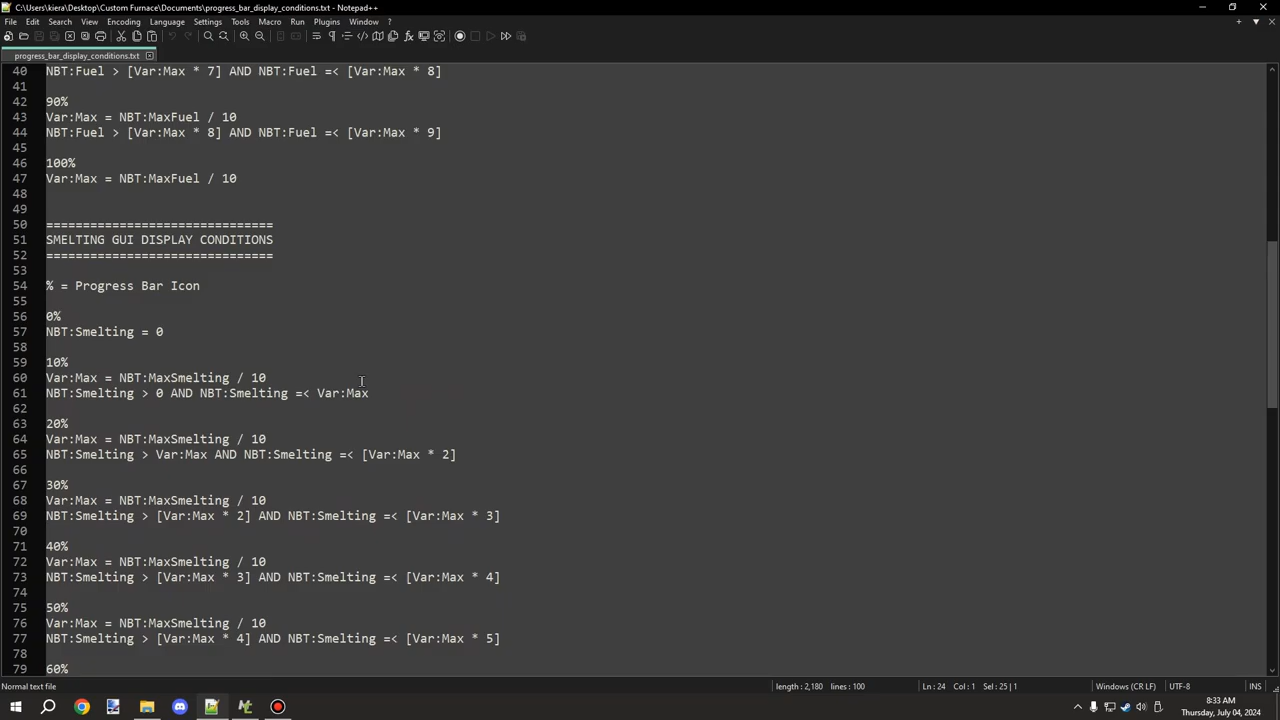 C:\Users\kiera\Desktop\Custom Furnace\Documents\progress_bar_display_conditions.txt - Notepad++
File Edit Search View Encoding Language Settings Tools Macro Run Plugins Window ?
progress_bar_display_conditions.txt
40 NBT:Fuel > [Var:Max * 7] AND NBT:Fuel =< [Var:Max * 8]
41
42 90%
43 Var:Max = NBT:MaxFuel / 10
44 NBT:Fuel > [Var:Max * 8] AND NBT:Fuel =< [Var:Max * 9]
45
46 100%
47 Var:Max = NBT:MaxFuel / 10
48
49
50 ===============================
51 SMELTING GUI DISPLAY CONDITIONS
52 ===============================
53
54 % = Progress Bar Icon
55
56 0%
57 NBT:Smelting = 0
58
59 10%
60 Var:Max = NBT:MaxSmelting / 10
61 NBT:Smelting > 0 AND NBT:Smelting =< Var:Max
62
63 20%
64 Var:Max = NBT:MaxSmelting / 10
65 NBT:Smelting > Var:Max AND NBT:Smelting =< [Var:Max * 2]
66
67 30%
68 Var:Max = NBT:MaxSmelting / 10
69 NBT:Smelting > [Var:Max * 2] AND NBT:Smelting =< [Var:Max * 3]
70
71 40%
72 Var:Max = NBT:MaxSmelting / 10
73 NBT:Smelting > [Var:Max * 3] AND NBT:Smelting =< [Var:Max * 4]
74
75 50%
76 Var:Max = NBT:MaxSmelting / 10
77 NBT:Smelting > [Var:Max * 4] AND NBT:Smelting =< [Var:Max * 5]
78
79 60%
Normal text file length : 2,180 lines : 100 Ln : 24 Col : 1 Sel : 25 | 1 Windows (CR LF) UTF-8 INS
8:33 AM
Thursday, July 04, 2024